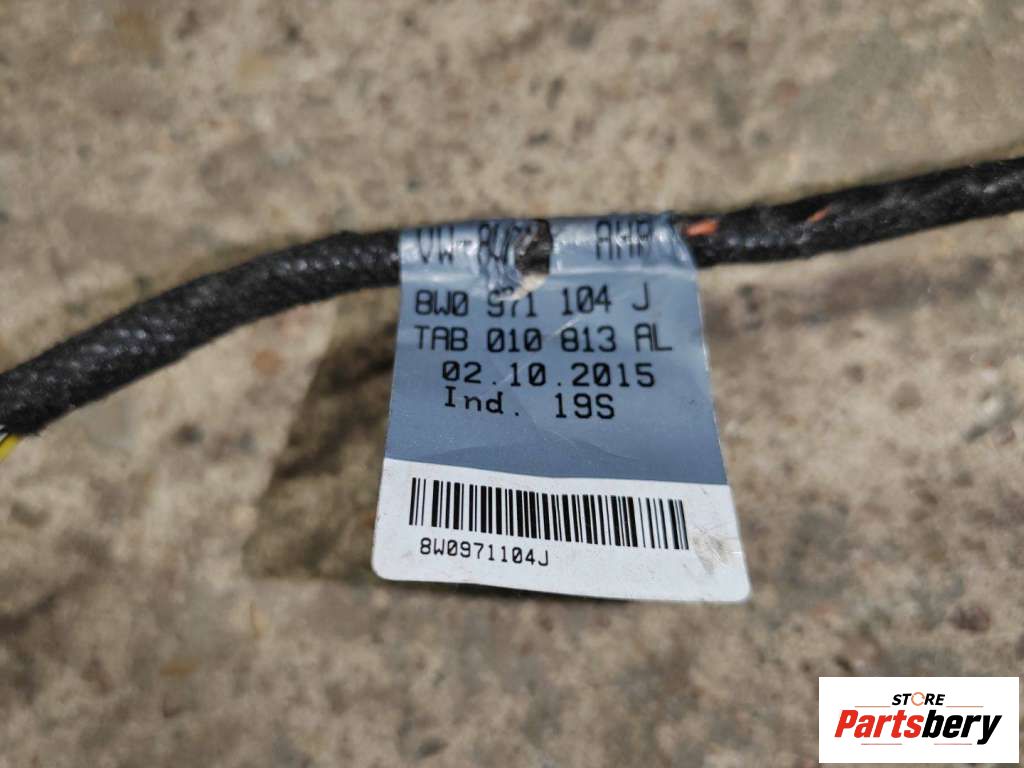 8W0 971 104 J
TAB 010 813 AL
02.10.2015
Ind. 19S
8W0971104J
STORE
Partsbery